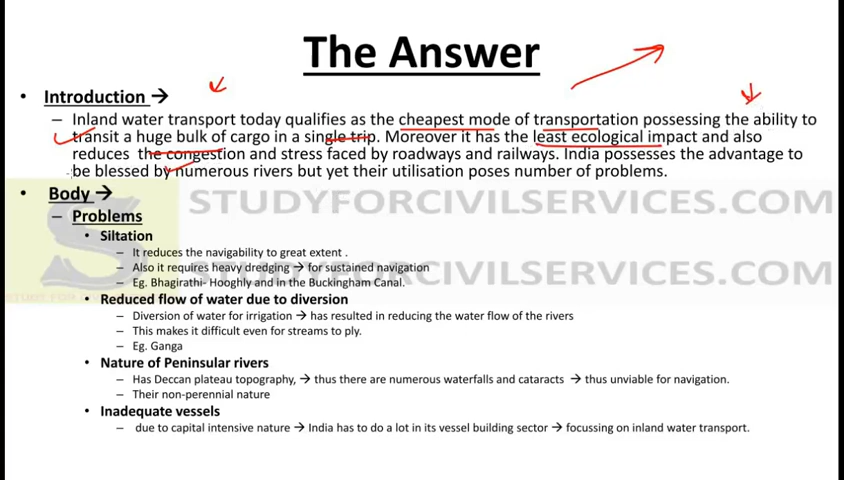 The Answer
• Introduction →
– Inland water transport today qualifies as the cheapest mode of transportation possessing the ability to
transit a huge bulk of cargo in a single trip. Moreover it has the least ecological impact and also
reduces the congestion and stress faced by roadways and railways. India possesses the advantage to
be blessed by numerous rivers but yet their utilisation poses number of problems.
• Body →
STUDYFORCIVILSERVICES.COM
– Problems
• Siltation
– It reduces the navigability to great extent .
– Also it requires heavy dredging → for sustained navigation
STUDYFORCIVILSERVICES.COM
– Eg. Bhagirathi- Hooghly and in the Buckingham Canal.
• Reduced flow of water due to diversion
– Diversion of water for irrigation → has resulted in reducing the water flow of the rivers
– This makes it difficult even for streams to ply.
– Eg. Ganga
• Nature of Peninsular rivers
– Has Deccan plateau topography, → thus there are numerous waterfalls and cataracts → thus unviable for navigation.
– Their non-perennial nature
• Inadequate vessels
– due to capital intensive nature → India has to do a lot in its vessel building sector → focussing on inland water transport.